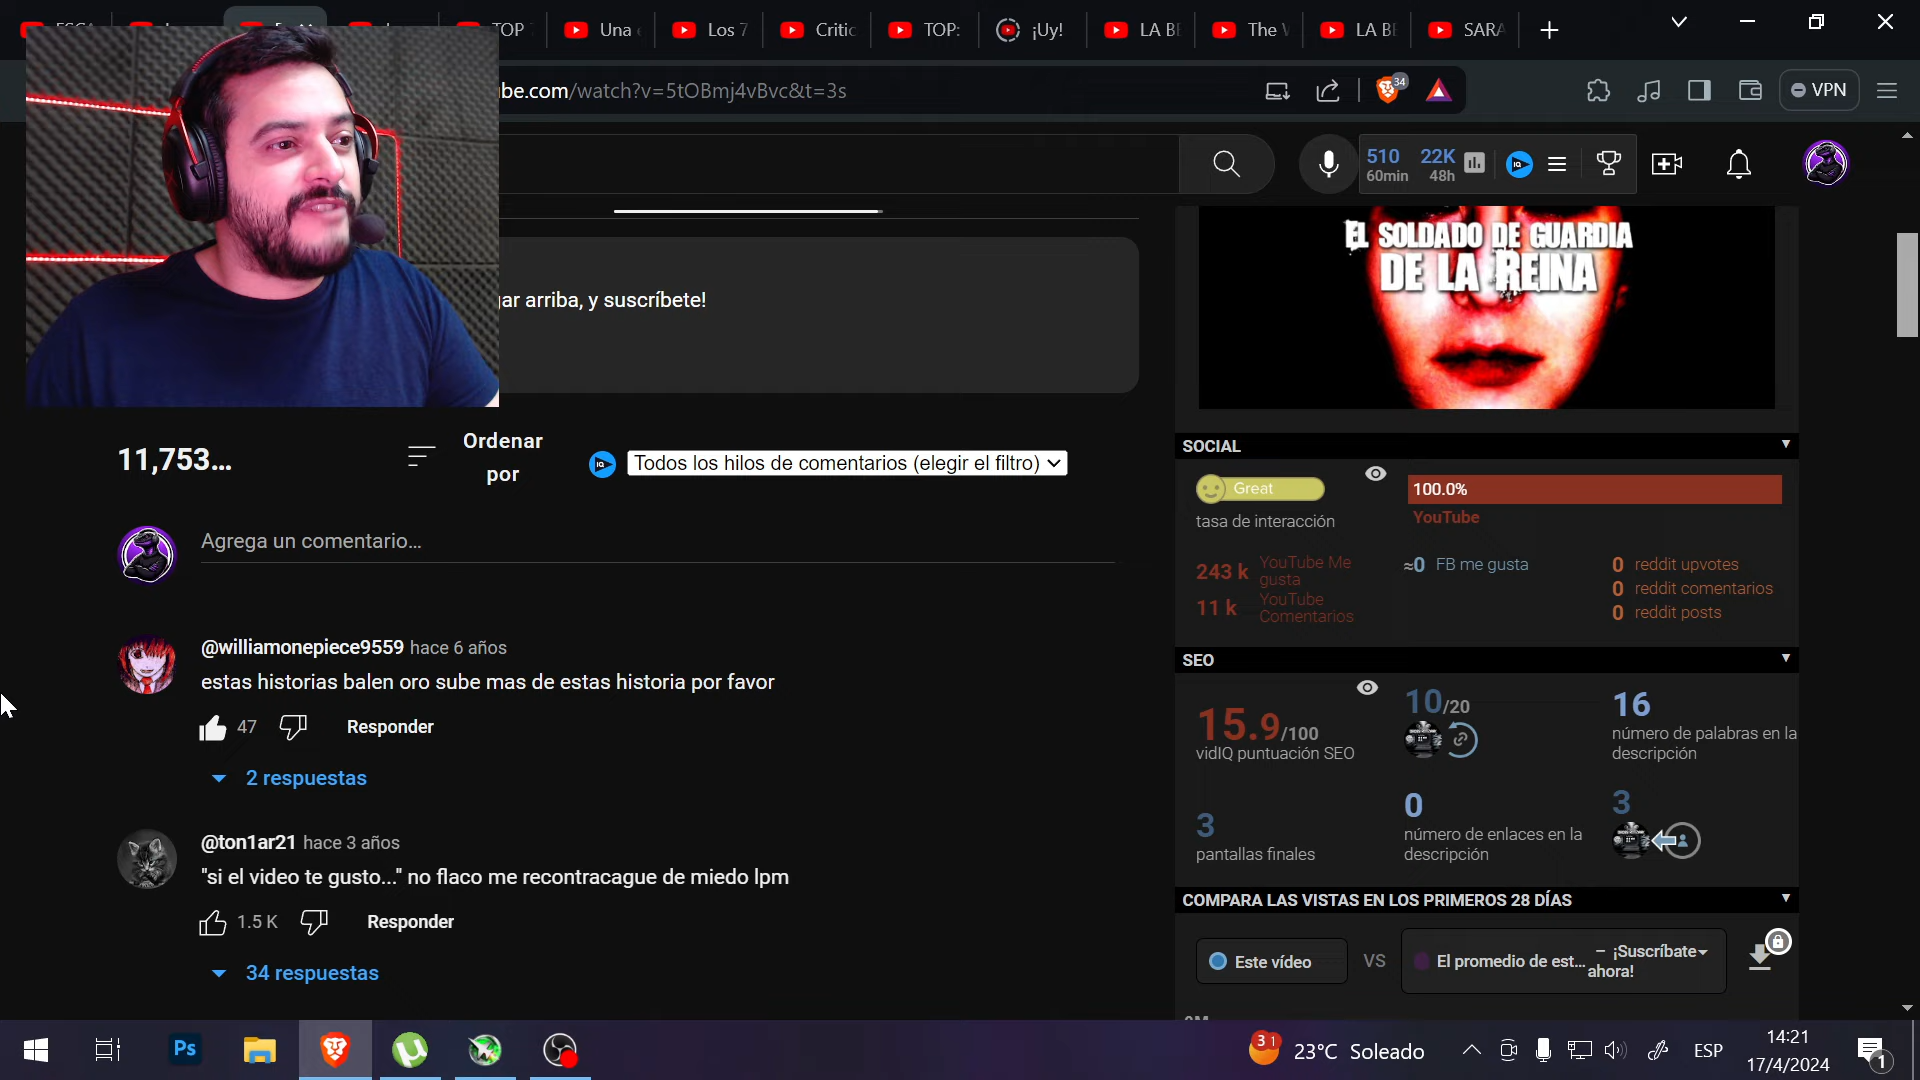 TOP
Una
Los 7
Critic
TOP:
¡Uy!
LA BE
The
LA BE
SARA
be.com/watch?v=5tOBmj4vBvc&t=3s
34
VPN
510
60min
22K
48h
EL SOLDADO DE GUARDIA
DE LA REINA
gar arriba, y suscríbete!
11,753...
Ordenar
por
Todos los hilos de comentarios (elegir el filtro)
Agrega un comentario...
@williamonepiece9559 hace 6 años
estas historias balen oro sube mas de estas historia por favor
47
Responder
2 respuestas
@ton1ar21 hace 3 años
"si el video te gusto..." no flaco me recontracague de miedo lpm
1.5 K
Responder
34 respuestas
SOCIAL
Great
tasa de interacción
100.0%
YouTube
243 k YouTube Me
gusta
11 k YouTube
Comentarios
≈0 FB me gusta
0 reddit upvotes
0 reddit comentarios
0 reddit posts
SEO
15.9/100
vidIQ puntuación SEO
10/20
16
número de palabras en la
descripción
3
pantallas finales
0
número de enlaces en la
descripción
3
COMPARA LAS VISTAS EN LOS PRIMEROS 28 DÍAS
Este vídeo
VS
El promedio de est...
– ¡Suscríbate
ahora!
Ps
31
23°C Soleado
ESP
14:21
17/4/2024
1